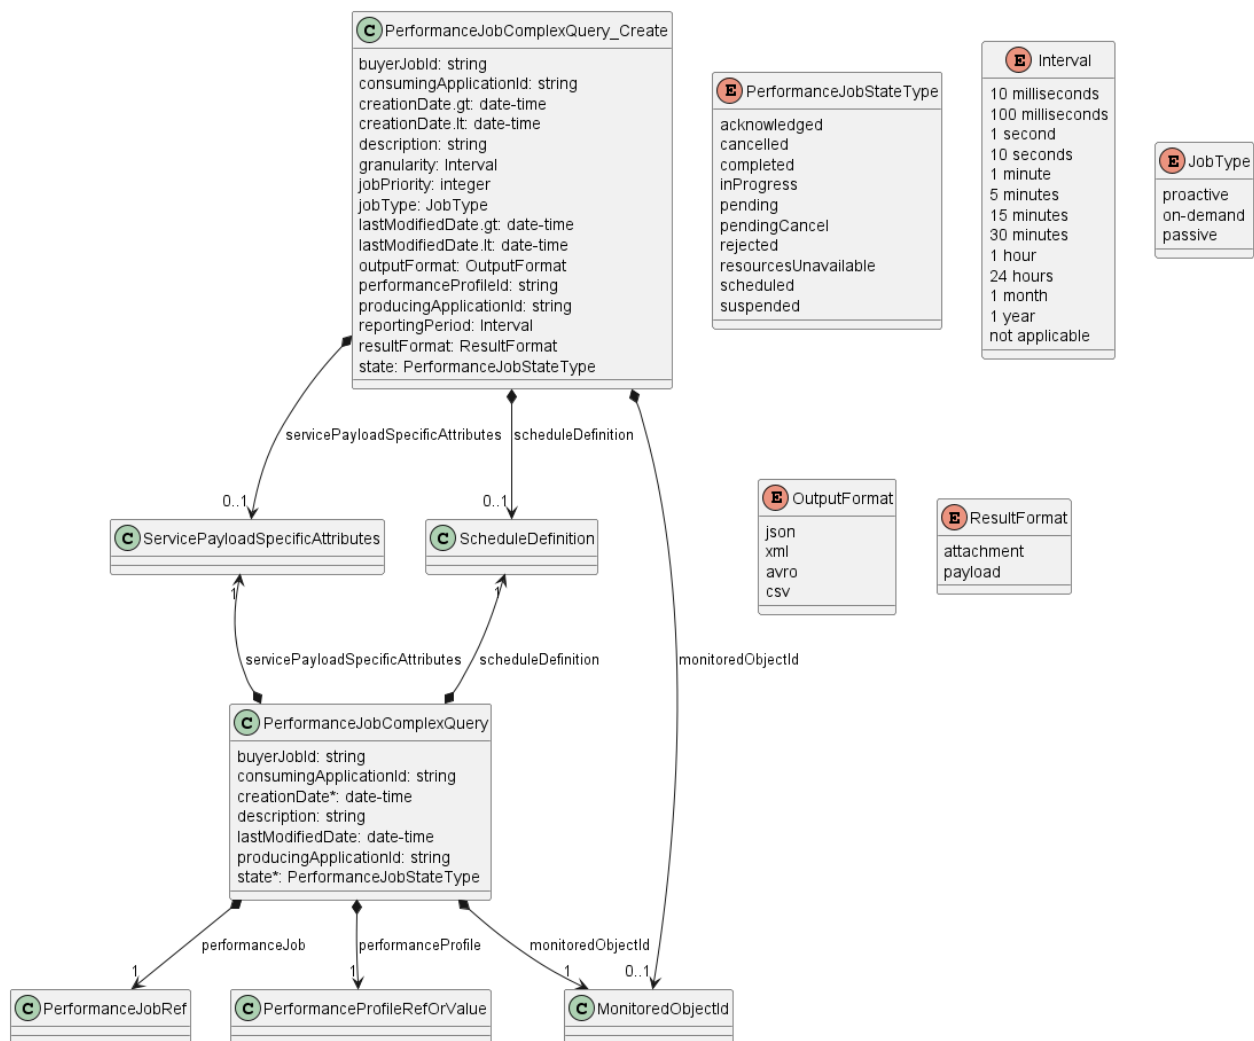 C PerformanceJobComplexQuery_Create
buyerJobId: string
consumingApplicationId: string
creationDate.gt: date-time
creationDate.lt: date-time
description: string
granularity: Interval
jobPriority: integer
jobType: JobType
lastModifiedDate.gt: date-time
lastModifiedDate.lt: date-time
outputFormat: OutputFormat
performanceProfileId: string
producingApplicationId: string
reportingPeriod: Interval
resultFormat: ResultFormat
state: PerformanceJobStateType
E PerformanceJobStateType
acknowledged
cancelled
completed
inProgress
pending
pendingCancel
rejected
resourcesUnavailable
scheduled
suspended
E Interval
10 milliseconds
100 milliseconds
1 second
10 seconds
1 minute
5 minutes
15 minutes
30 minutes
1 hour
24 hours
1 month
1 year
not applicable
E JobType
proactive
on-demand
passive
servicePayloadSpecificAttributes
scheduleDefinition
0..1
0..1
C ServicePayloadSpecificAttributes
C ScheduleDefinition
E OutputFormat
json
xml
avro
csv
E ResultFormat
attachment
payload
1
1
servicePayloadSpecificAttributes
scheduleDefinition
monitoredObjectId
C PerformanceJobComplexQuery
buyerJobId: string
consumingApplicationId: string
creationDate*: date-time
description: string
lastModifiedDate: date-time
producingApplicationId: string
state*: PerformanceJobStateType
performanceJob
performanceProfile
monitoredObjectId
1
1
1
0..1
C PerformanceJobRef
C PerformanceProfileRefOrValue
C MonitoredObjectId